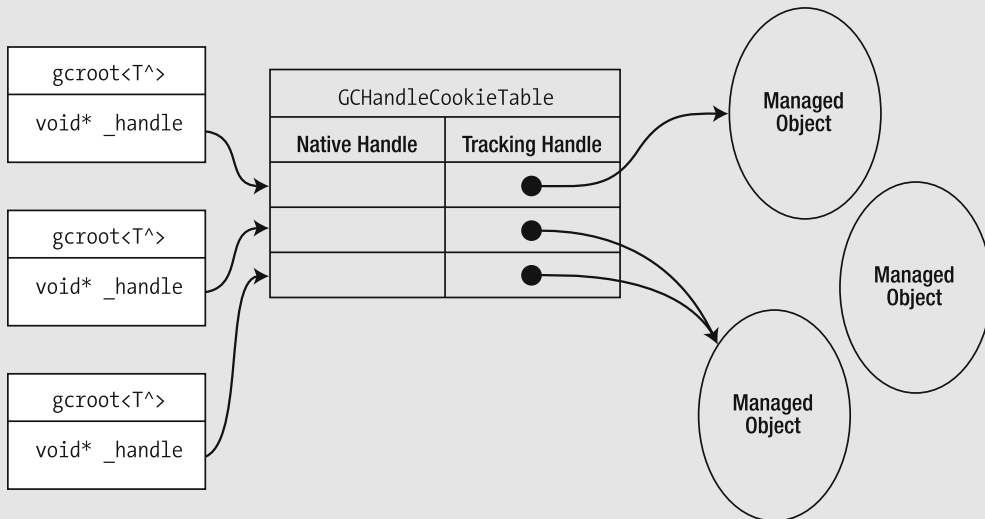 gcroot<T^>
void* _handle
gcroot<T^>
void* _handle
gcroot<T^>
void* _handle
GCHandleCookieTable
Native Handle
Tracking Handle
Managed
Object
Managed
Object
Managed
Object